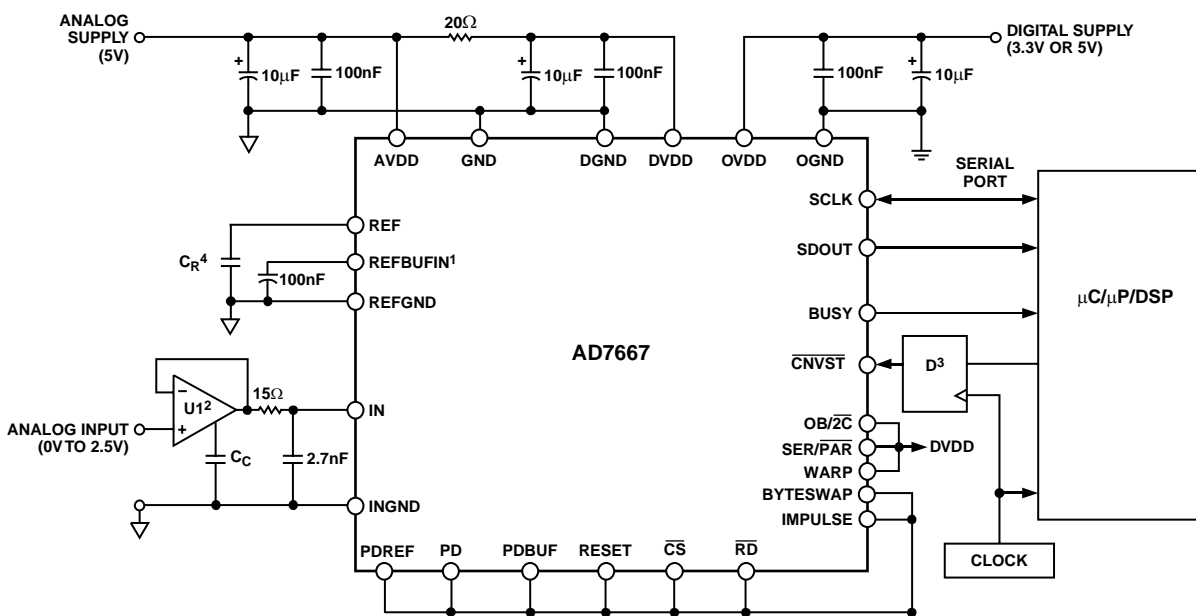 ANALOG
SUPPLY
(5V)
20Ω
DIGITAL SUPPLY
(3.3V OR 5V)
+
10μF
100nF
+
10μF
100nF
100nF
+
10μF
AVDD
GND
DGND
DVDD
OVDD
OGND
SERIAL
PORT
SCLK
REF
CR4
REFBUFIN1
100nF
REFGND
SDOUT
BUSY
μC/μP/DSP
AD7667
CNVST
D3
−
U12
+
15Ω
IN
ANALOG INPUT
(0V TO 2.5V)
CC
2.7nF
OB/2C
SER/PAR
DVDD
WARP
BYTESWAP
INGND
IMPULSE
PDREF
PD
PDBUF
RESET
CS
RD
CLOCK